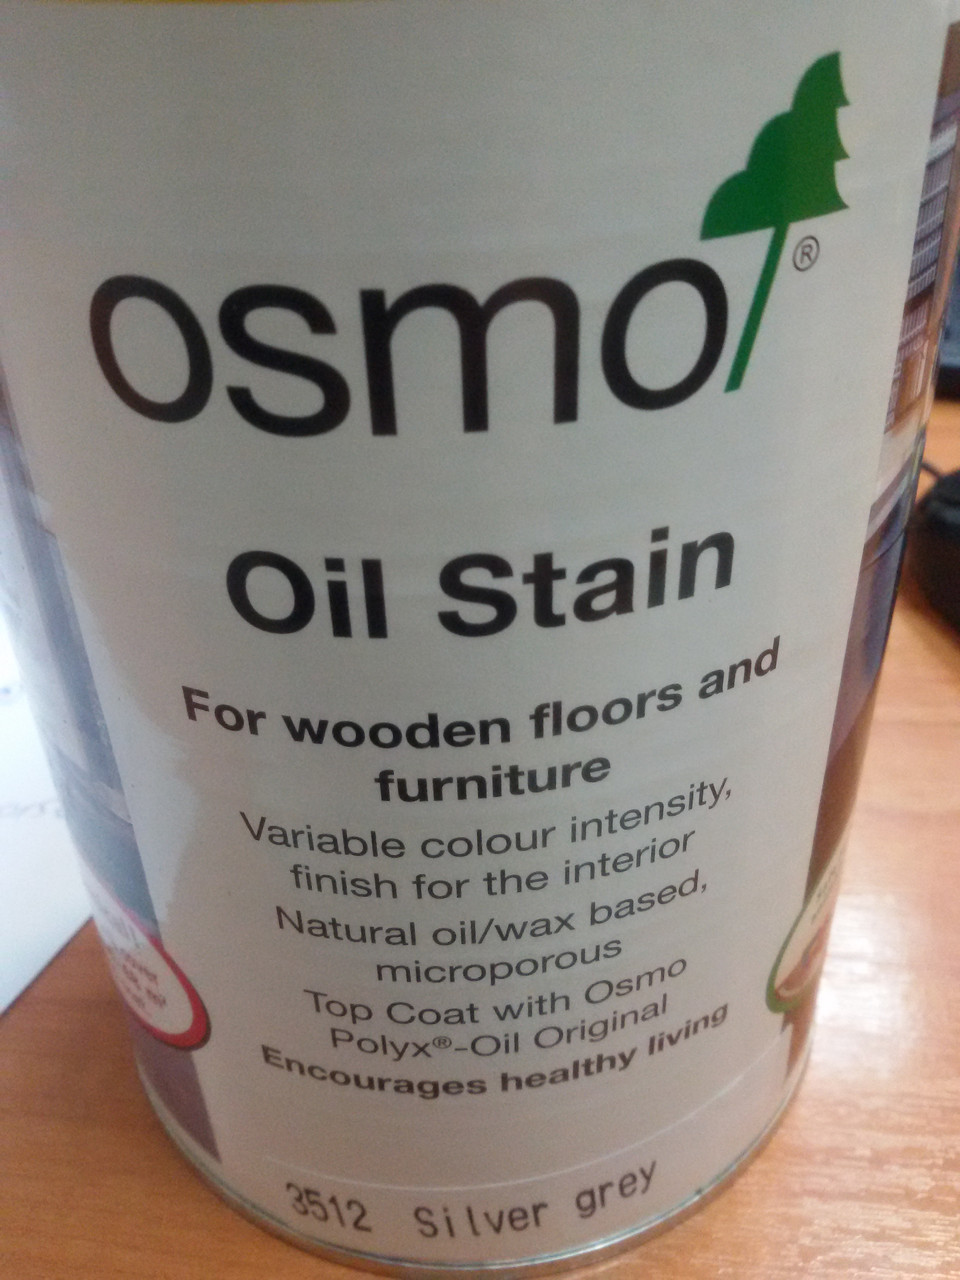 osmo®
Oil Stain
For wooden floors and
furniture
Variable colour intensity,
finish for the interior
Natural oil/wax based,
microporous
Top Coat with Osmo
Polyx®-Oil Original
Encourages healthy living
3512 Silver grey